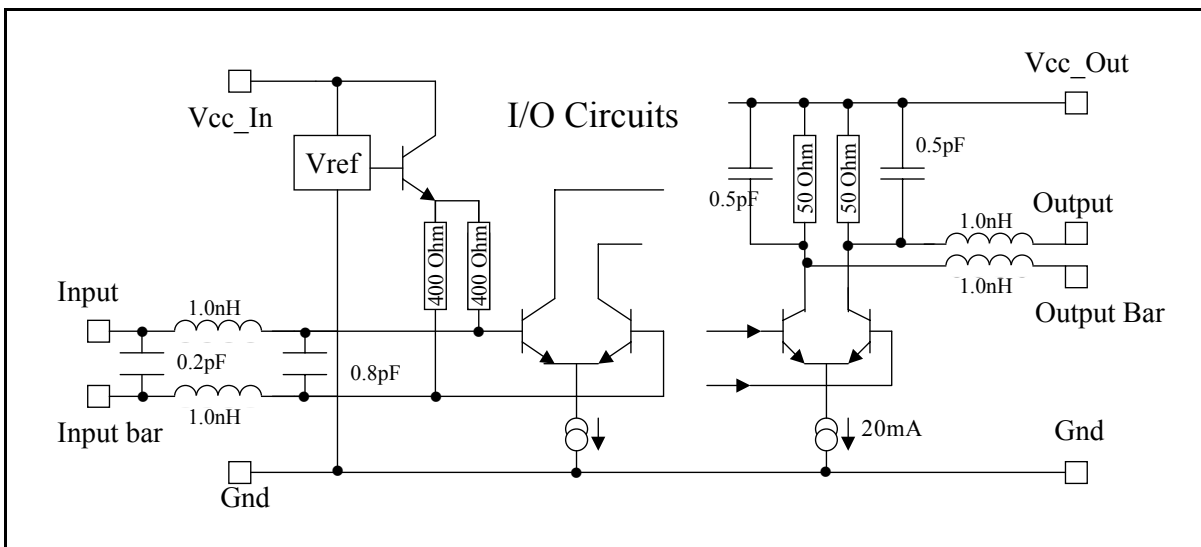 Vcc_Out
Vcc_In
I/O Circuits
Vref
0.5pF
50 Ohm
50 Ohm
0.5pF
Output
1.0nH
400 Ohm
400 Ohm
1.0nH
Output Bar
Input
1.0nH
0.2pF
0.8pF
1.0nH
Input bar
20mA
Gnd
Gnd